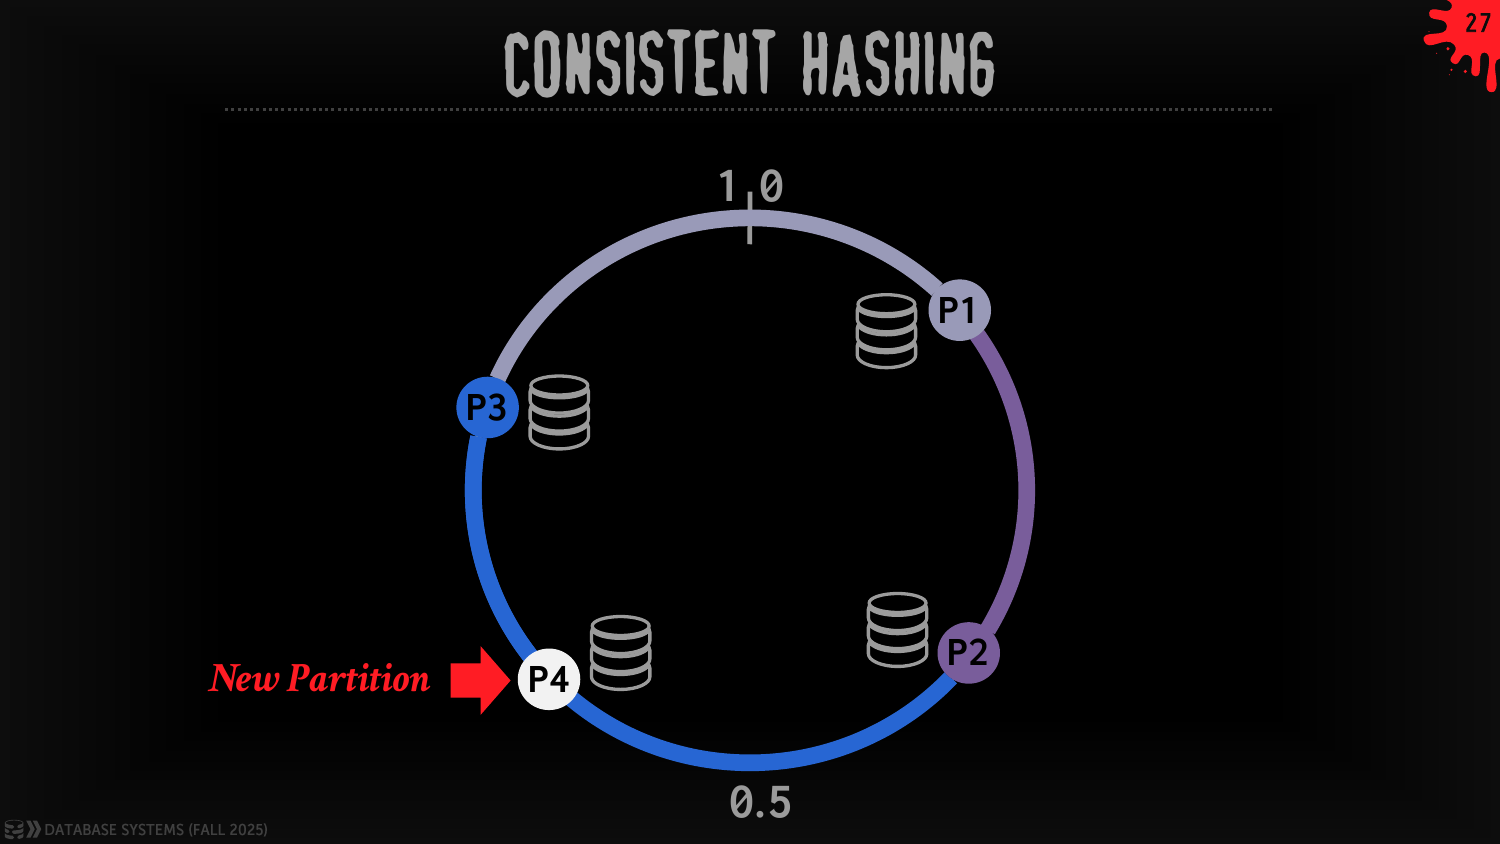 27
CONSISTENT HASHING
1.0
P1
P3
P2
New Partition
P4
0.5
DATABASE SYSTEMS (FALL 2025)